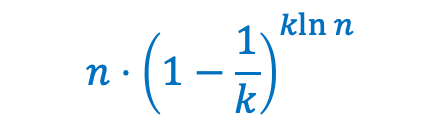 n · (1 − 1/k)^{k ln n}